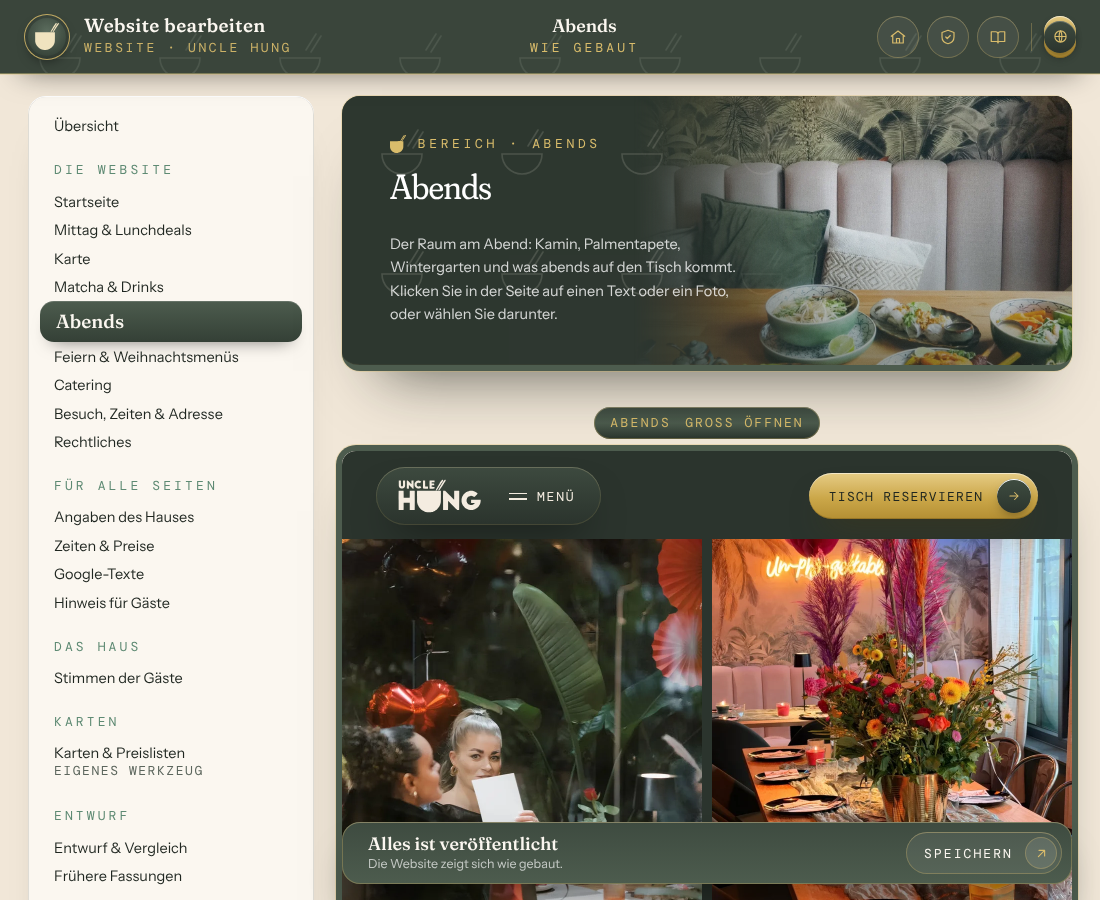 Website bearbeiten
WEBSITE · UNCLE HUNG
Abends
WIE GEBAUT
Übersicht
DIE WEBSITE
Startseite
Mittag & Lunchdeals
Karte
Matcha & Drinks
Abends
Feiern & Weihnachtsmenüs
Catering
Besuch, Zeiten & Adresse
Rechtliches
FÜR ALLE SEITEN
Angaben des Hauses
Zeiten & Preise
Google-Texte
Hinweis für Gäste
DAS HAUS
Stimmen der Gäste
KARTEN
Karten & Preislisten
EIGENES WERKZEUG
ENTWURF
Entwurf & Vergleich
Frühere Fassungen
BEREICH · ABENDS
Abends
Der Raum am Abend: Kamin, Palmentapete,
Wintergarten und was abends auf den Tisch kommt.
Klicken Sie in der Seite auf einen Text oder ein Foto,
oder wählen Sie darunter.
ABENDS GROSS ÖFFNEN
UNCLE
HUNG
MENÜ
TISCH RESERVIEREN
Alles ist veröffentlicht
Die Website zeigt sich wie gebaut.
SPEICHERN